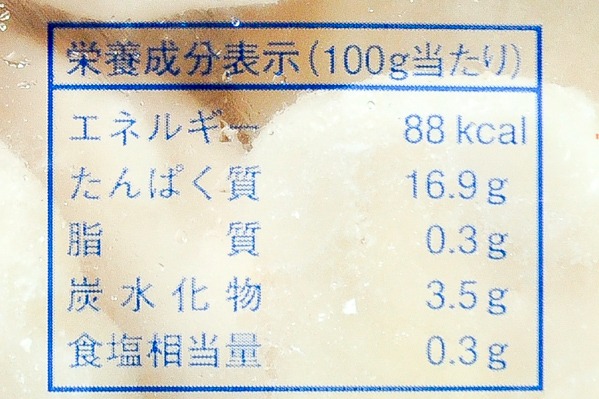 栄養成分表示(100g当たり)
エネルギー 88 kcal
たんぱく質 16.9 g
脂質 0.3 g
炭水化物 3.5 g
食塩相当量 0.3 g